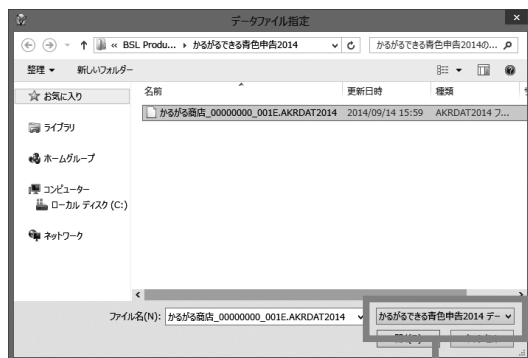 データファイル指定
« BSL Produ... ▸ かるがるできる青色申告2014
かるがるできる青色申告2014の...
整理 ▼ 新しいフォルダー
名前 更新日時 種類
お気に入り
かるがる商店_00000000_001E.AKRDAT2014 2014/09/14 15:59 AKRDAT2014 フ...
ライブラリ
ホームグループ
コンピューター
ローカル ディスク (C:)
ネットワーク
ファイル名(N): かるがる商店_00000000_001E.AKRDAT2014 かるがるできる青色申告2014 デー